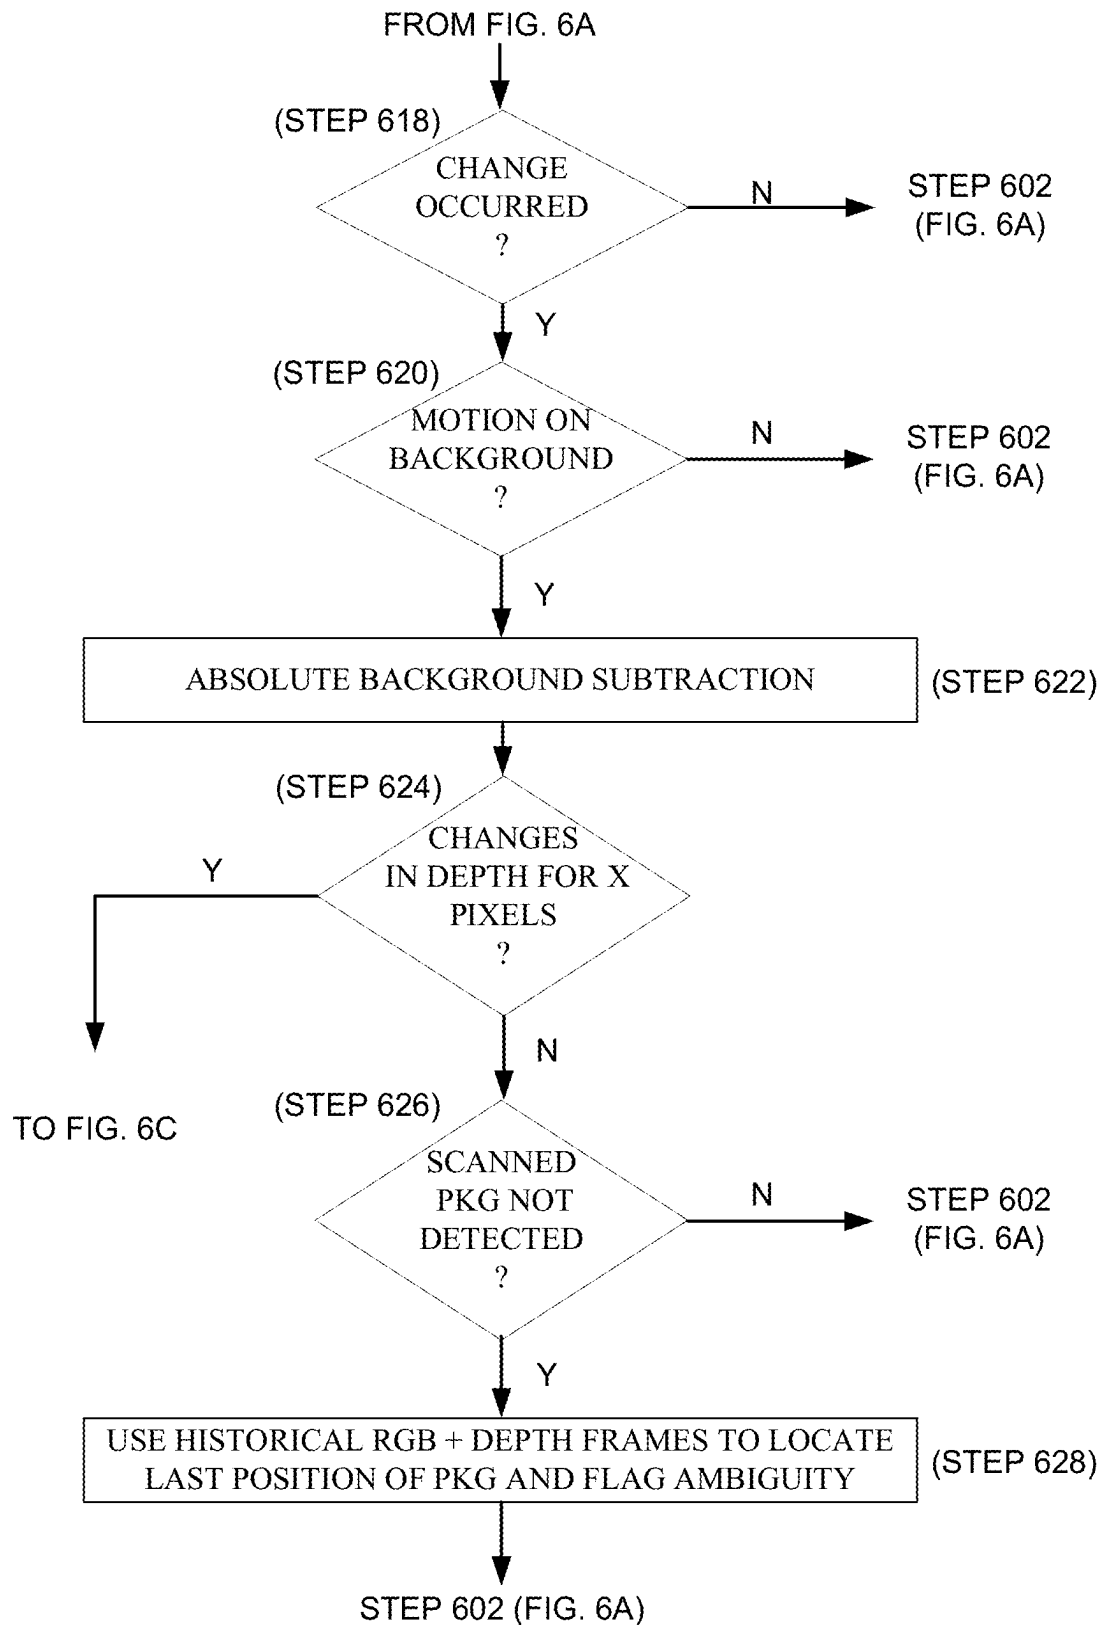 FROM FIG. 6A
(STEP 618)
CHANGE
OCCURRED
?
N
STEP 602
(FIG. 6A)
Y
(STEP 620)
MOTION ON
BACKGROUND
?
N
STEP 602
(FIG. 6A)
Y
ABSOLUTE BACKGROUND SUBTRACTION
(STEP 622)
(STEP 624)
CHANGES
IN DEPTH FOR X
PIXELS
?
Y
TO FIG. 6C
N
(STEP 626)
SCANNED
PKG NOT
DETECTED
?
N
STEP 602
(FIG. 6A)
Y
USE HISTORICAL RGB + DEPTH FRAMES TO LOCATE
LAST POSITION OF PKG AND FLAG AMBIGUITY
(STEP 628)
STEP 602 (FIG. 6A)